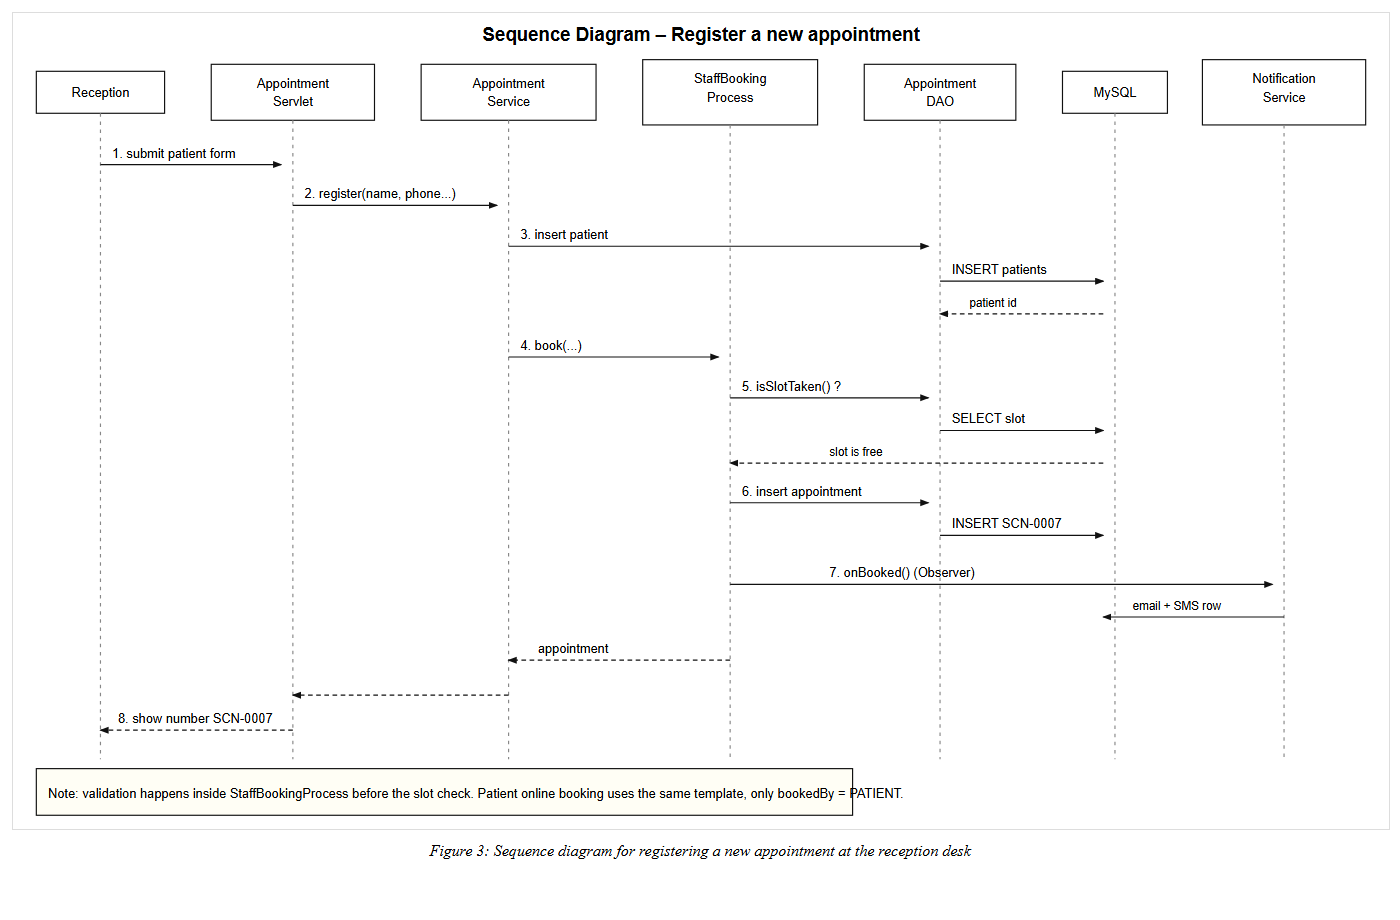 Sequence Diagram – Register a new appointment
Reception
Appointment
Servlet
Appointment
Service
StaffBooking
Process
Appointment
DAO
MySQL
Notification
Service
1. submit patient form
2. register(name, phone...)
3. insert patient
INSERT patients
patient id
4. book(...)
5. isSlotTaken() ?
SELECT slot
slot is free
6. insert appointment
INSERT SCN-0007
7. onBooked() (Observer)
email + SMS row
appointment
8. show number SCN-0007
Note: validation happens inside StaffBookingProcess before the slot check. Patient online booking uses the same template, only bookedBy = PATIENT.
Figure 3: Sequence diagram for registering a new appointment at the reception desk